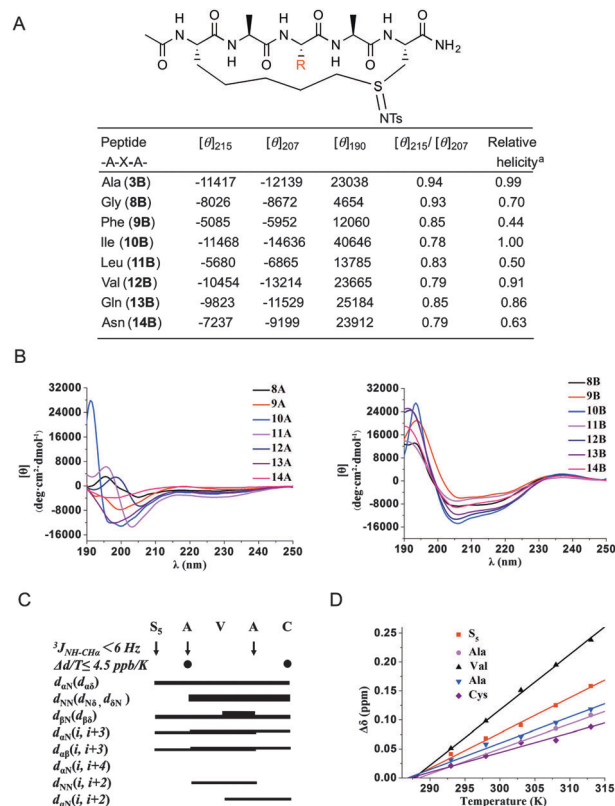 A
H N
O
H N
O
H N
O
NH2
O
N H
O
N H
R
S
NTs
Peptide -A-X-A- [θ]215 [θ]207 [θ]190 [θ]215/ [θ]207 Relative helicityᵃ
Ala (3B) -11417 -12139 23038 0.94 0.99
Gly (8B) -8026 -8672 4654 0.93 0.70
Phe (9B) -5085 -5952 12060 0.85 0.44
Ile (10B) -11468 -14636 40646 0.78 1.00
Leu (11B) -5680 -6865 13785 0.83 0.50
Val (12B) -10454 -13214 23665 0.79 0.91
Gln (13B) -9823 -11529 25184 0.85 0.86
Asn (14B) -7237 -9199 23912 0.79 0.63
B
[θ] (deg·cm2·dmol-1)
32000
24000
16000
8000
0
-8000
-16000
190 200 210 220 230 240 250
λ (nm)
8A
9A
10A
11A
12A
13A
14A
[θ] (deg·cm2·dmol-1)
32000
24000
16000
8000
0
-8000
-16000
190 200 210 220 230 240 250
λ (nm)
8B
9B
10B
11B
12B
13B
14B
C
S5 A V A C
3JNH-CHα <6 Hz
Δd/T≤ 4.5 ppb/K
dαN(dαδ)
dNN(dNδ, dδN)
dβN(dβδ)
dαN(i, i+3)
dαβ(i, i+3)
dαN(i, i+4)
dNN(i, i+2)
dαN(i, i+2)
D
Δδ (ppm)
0.25
0.20
0.15
0.10
0.05
0.00
290 295 300 305 310 315
Temperature (K)
S5
Ala
Val
Ala
Cys